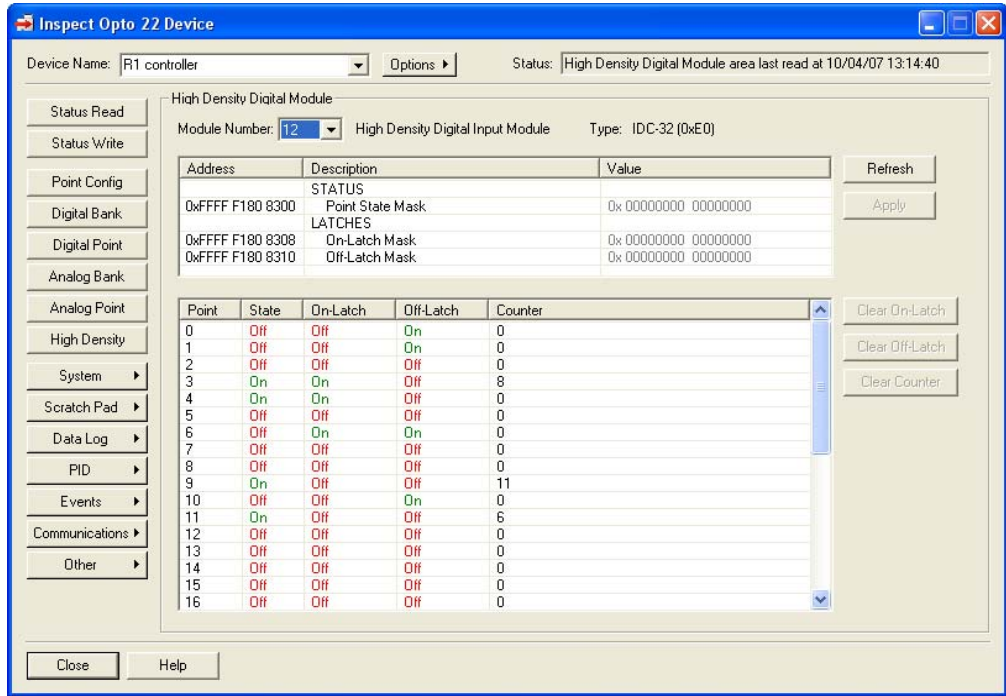 Inspect Opto 22 Device
Device Name: R1 controller Options Status: High Density Digital Module area last read at 10/04/07 13:14:40
Status Read
Status Write
Point Config
Digital Bank
Digital Point
Analog Bank
Analog Point
High Density
System
Scratch Pad
Data Log
PID
Events
Communications
Other
High Density Digital Module
Module Number: 12 High Density Digital Input Module Type: IDC-32 (0xE0)
Address Description Value
STATUS
0xFFFF F180 8300 Point State Mask 0x 00000000 00000000
LATCHES
0xFFFF F180 8308 On-Latch Mask 0x 00000000 00000000
0xFFFF F180 8310 Off-Latch Mask 0x 00000000 00000000
Refresh
Apply
Point State On-Latch Off-Latch Counter
0 Off Off On 0
1 Off Off On 0
2 Off Off Off 0
3 On On Off 8
4 On On Off 0
5 Off Off Off 0
6 Off On On 0
7 Off Off Off 0
8 Off Off Off 0
9 On Off Off 11
10 Off Off On 0
11 On Off Off 6
12 Off Off Off 0
13 Off Off Off 0
14 Off Off Off 0
15 Off Off Off 0
16 Off Off Off 0
Clear On-Latch
Clear Off-Latch
Clear Counter
Close Help